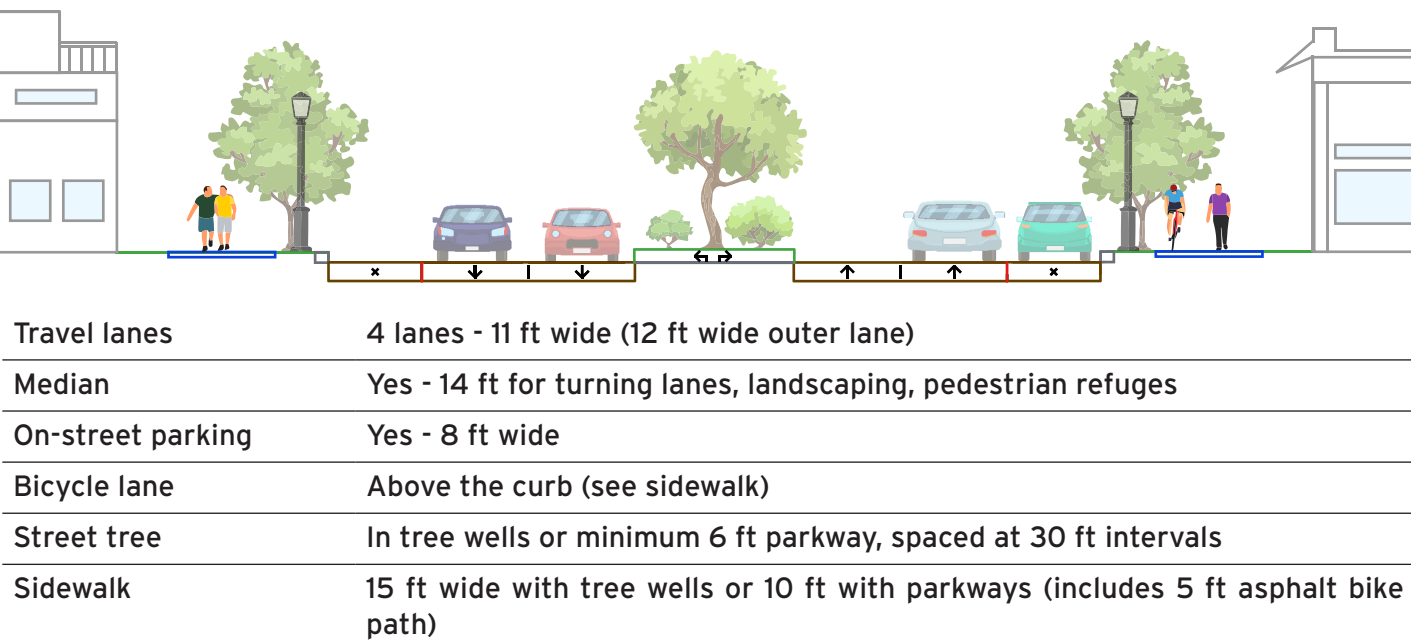 Travel lanes 4 lanes - 11 ft wide (12 ft wide outer lane)
Median Yes - 14 ft for turning lanes, landscaping, pedestrian refuges
On-street parking Yes - 8 ft wide
Bicycle lane Above the curb (see sidewalk)
Street tree In tree wells or minimum 6 ft parkway, spaced at 30 ft intervals
Sidewalk 15 ft wide with tree wells or 10 ft with parkways (includes 5 ft asphalt bike
path)